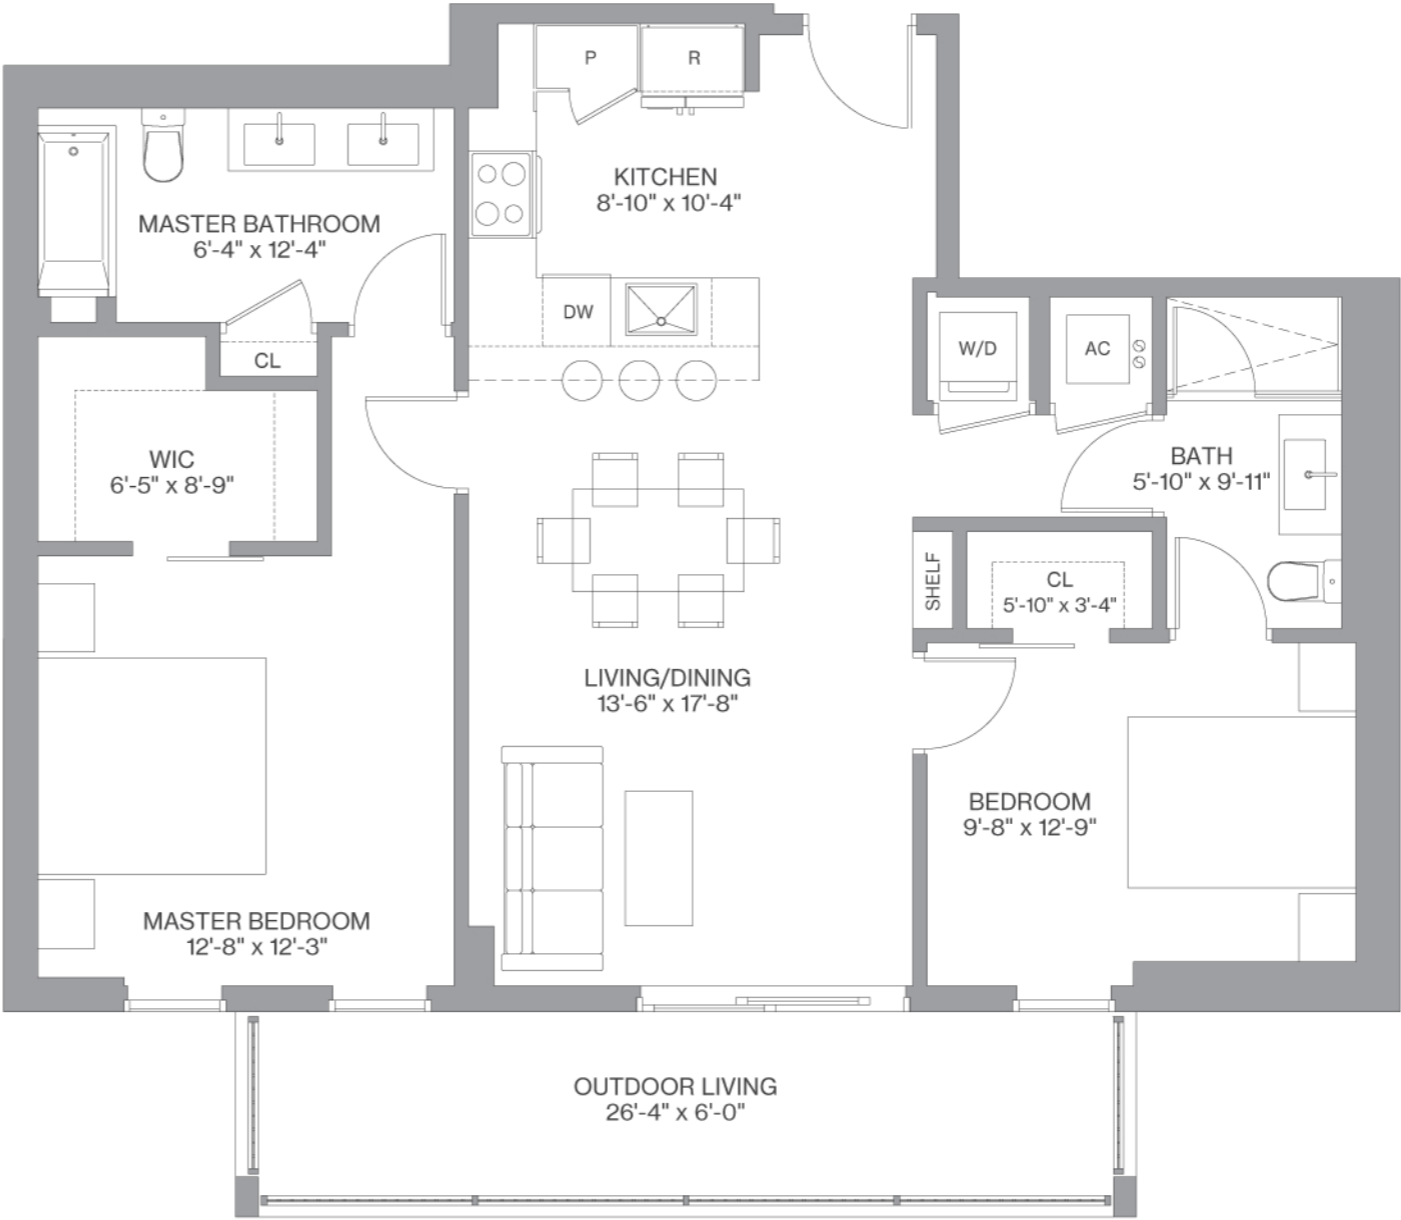 P
R
KITCHEN
8'-10" x 10'-4"
MASTER BATHROOM
6'-4" x 12'-4"
DW
CL
W/D
AC
WIC
6'-5" x 8'-9"
BATH
5'-10" x 9'-11"
SHELF
CL
5'-10" x 3'-4"
LIVING/DINING
13'-6" x 17'-8"
BEDROOM
9'-8" x 12'-9"
MASTER BEDROOM
12'-8" x 12'-3"
OUTDOOR LIVING
26'-4" x 6'-0"